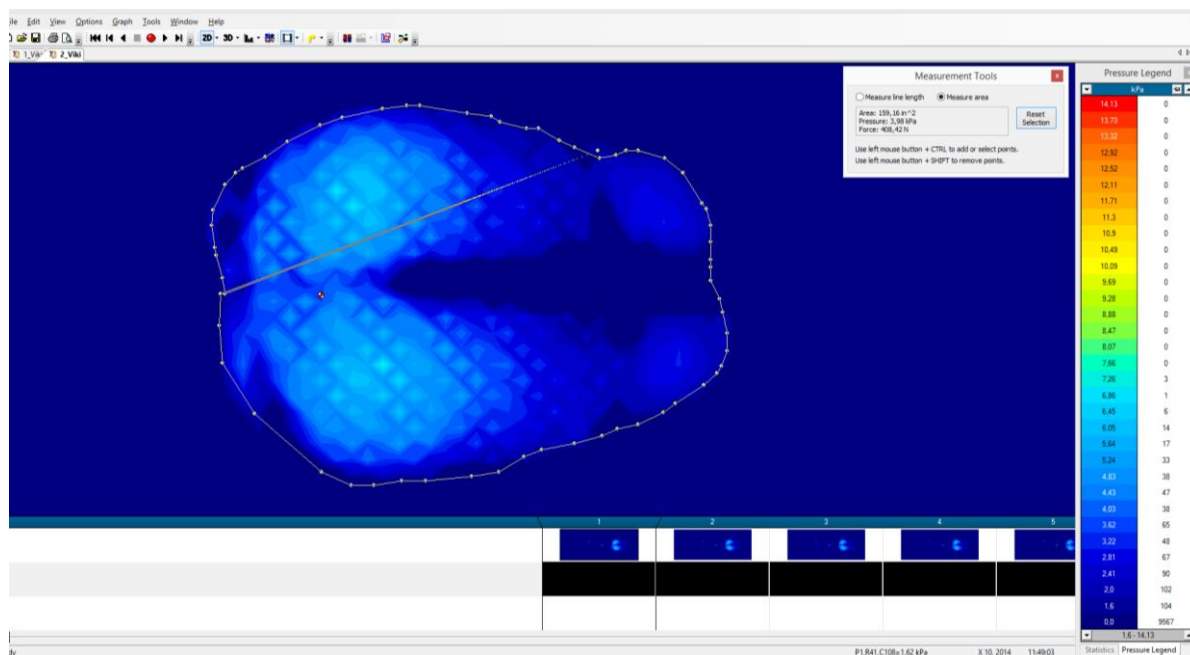 ile Edit View Options Graph Tools Window Help
2D 3D
1_Viki 2_Viki
Measurement Tools
Measure line length Measure area
Area: 159,16 in^2
Pressure: 3,98 kPa
Force: 408,42 N
Reset Selection
Use left mouse button + CTRL to add or select points.
Use left mouse button + SHIFT to remove points.
Pressure Legend
kPa
14,13 0
13,73 0
13,32 0
12,92 0
12,52 0
12,11 0
11,71 0
11,3 0
10,9 0
10,49 0
10,09 0
9,69 0
9,28 0
8,88 0
8,47 0
8,07 0
7,66 0
7,26 3
6,86 1
6,45 6
6,05 14
5,64 17
5,24 33
4,83 38
4,43 47
4,03 38
3,62 65
3,22 48
2,81 67
2,41 90
2,0 102
1,6 104
0,0 9567
1,6 - 14,13
Statistics Pressure Legend
1 2 3 4 5
dy P1,R41,C108=1,62 kPa X 10, 2014 11:49:03